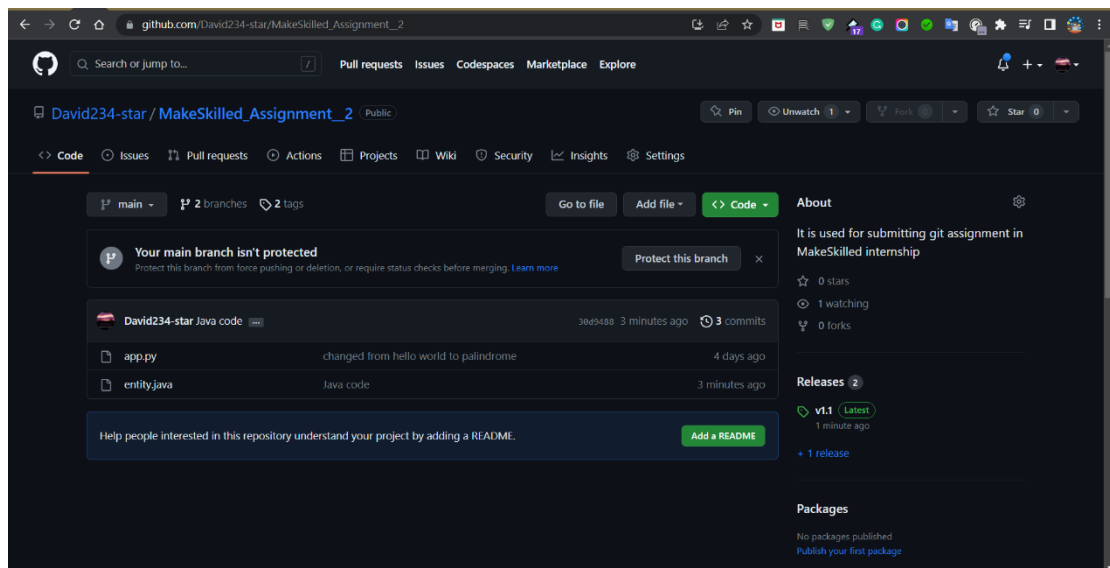 github.com/David234-star/MakeSkilled_Assignment__2
17
Search or jump to... /
Pull requests Issues Codespaces Marketplace Explore
David234-star / MakeSkilled_Assignment__2 Public
Pin Unwatch 1 Fork 0 Star 0
Code Issues Pull requests Actions Projects Wiki Security Insights Settings
main 2 branches 2 tags Go to file Add file Code
Your main branch isn't protected
Protect this branch from force pushing or deletion, or require status checks before merging. Learn more
Protect this branch
David234-star Java code ... 30d9488 3 minutes ago 3 commits
app.py changed from hello world to palindrome 4 days ago
entity.java Java code 3 minutes ago
Help people interested in this repository understand your project by adding a README. Add a README
About
It is used for submitting git assignment in
MakeSkilled internship
0 stars
1 watching
0 forks
Releases 2
v1.1 Latest
1 minute ago
+ 1 release
Packages
No packages published
Publish your first package